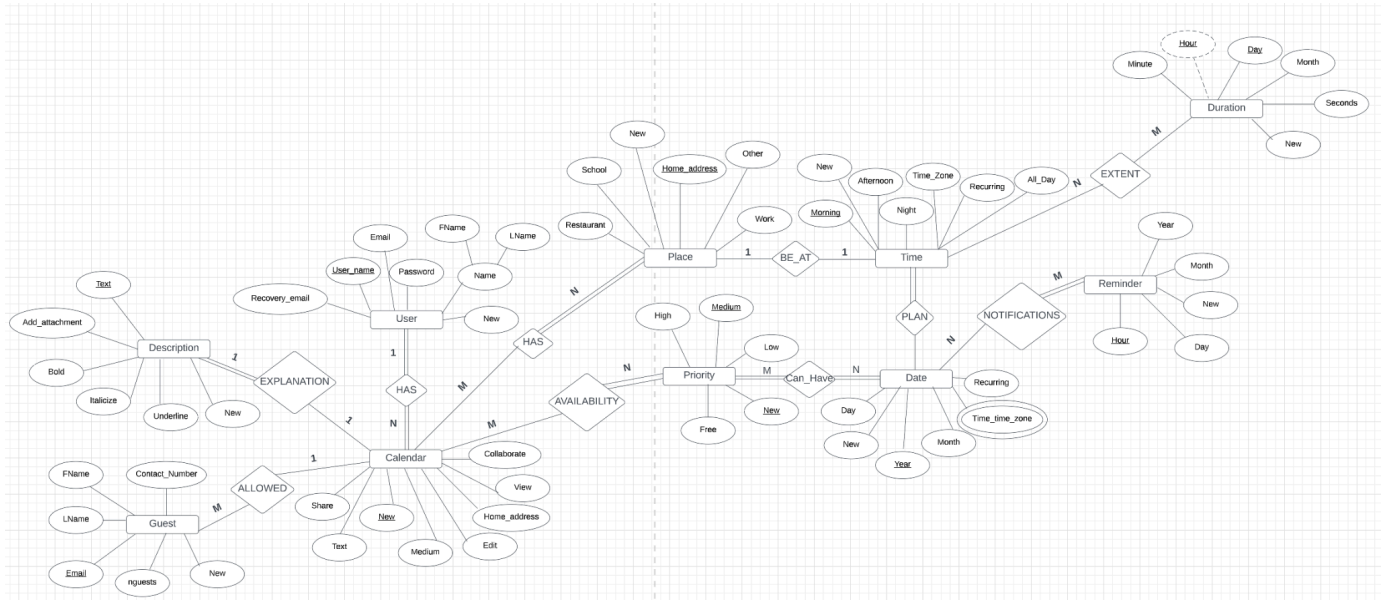 Hour
Day
Minute
Month
Seconds
Duration
New
M
EXTENT
N
New
Home_address
Other
School
Restaurant
Work
Place
1
BE_AT
1
New
Afternoon
Time_Zone
Recurring
All_Day
Morning
Night
Time
Year
Month
New
Day
Hour
Reminder
M
NOTIFICATIONS
N
PLAN
Email
FName
LName
User_name
Password
Name
Recovery_email
New
User
1
HAS
N
N
HAS
M
Text
Add_attachment
Description
Bold
Italicize
Underline
New
1
EXPLANATION
1
High
Medium
Low
Priority
New
Free
N
AVAILABILITY
M
M
Can_Have
N
Date
Recurring
Time_time_zone
Day
New
Year
Month
Calendar
Collaborate
View
Home_address
Edit
Medium
New
Text
Share
1
ALLOWED
M
FName
Contact_Number
LName
Guest
Email
nguests
New